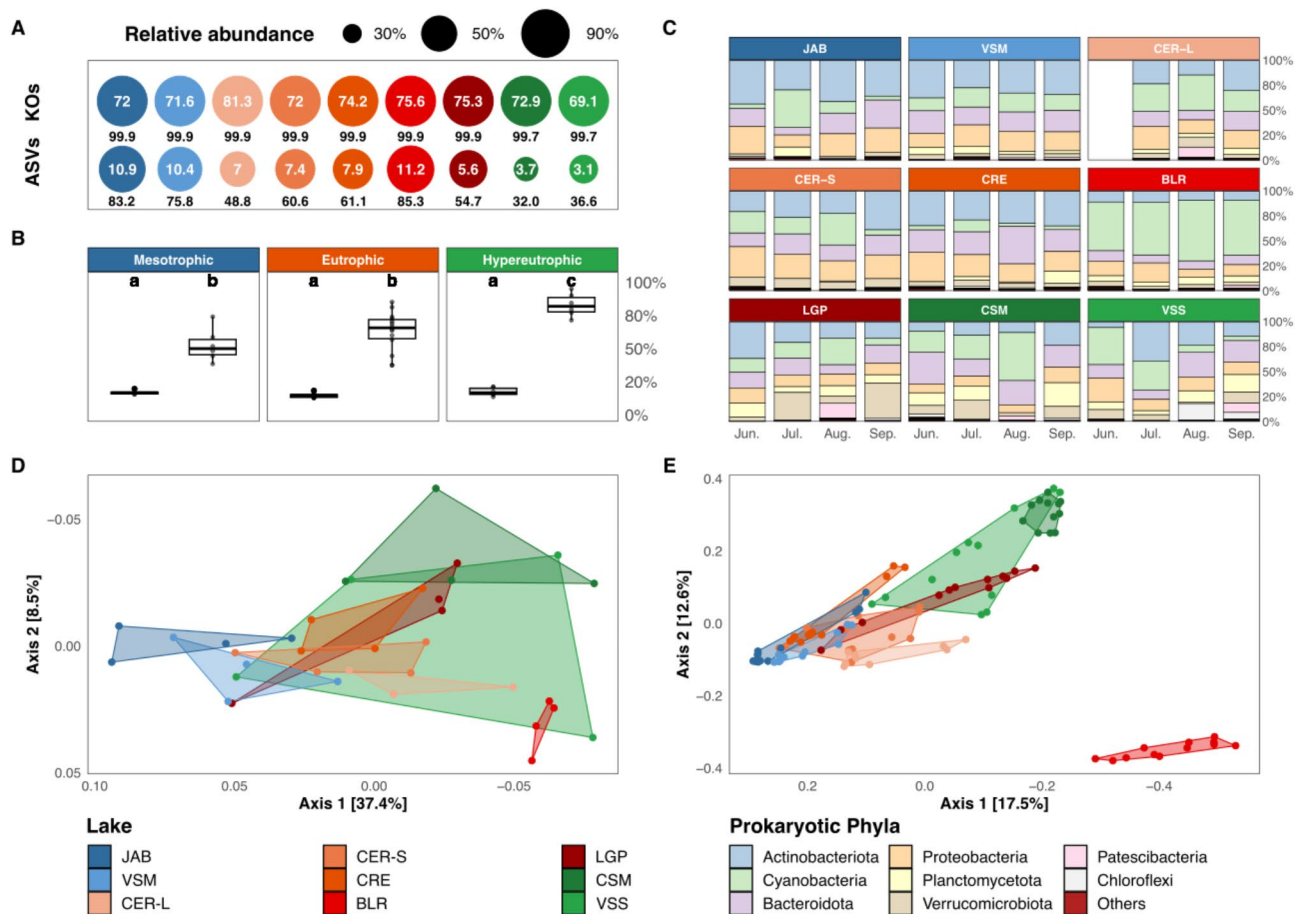 A
Relative abundance 30% 50% 90%
KOs
72 71.6 81.3 72 74.2 75.6 75.3 72.9 69.1
99.9 99.9 99.9 99.9 99.9 99.9 99.9 99.7 99.7
ASVs
10.9 10.4 7 7.4 7.9 11.2 5.6 3.7 3.1
83.2 75.8 48.8 60.6 61.1 85.3 54.7 32.0 36.6
B
Mesotrophic Eutrophic Hypereutrophic
a b a b a c
100%
80%
50%
20%
0%
C
JAB VSM CER-L
100%
80%
50%
20%
0%
CER-S CRE BLR
100%
80%
50%
20%
0%
LGP CSM VSS
100%
80%
50%
20%
0%
Jun. Jul. Aug. Sep. Jun. Jul. Aug. Sep. Jun. Jul. Aug. Sep.
D
Axis 2 [8.5%]
−0.05
0.00
0.05
0.10 0.05 0.00 −0.05
Axis 1 [37.4%]
E
Axis 2 [12.6%]
0.4
0.2
0.0
−0.2
−0.4
0.2 0.0 −0.2 −0.4
Axis 1 [17.5%]
Lake
JAB CER-S LGP
VSM CRE CSM
CER-L BLR VSS
Prokaryotic Phyla
Actinobacteriota Proteobacteria Patescibacteria
Cyanobacteria Planctomycetota Chloroflexi
Bacteroidota Verrucomicrobiota Others